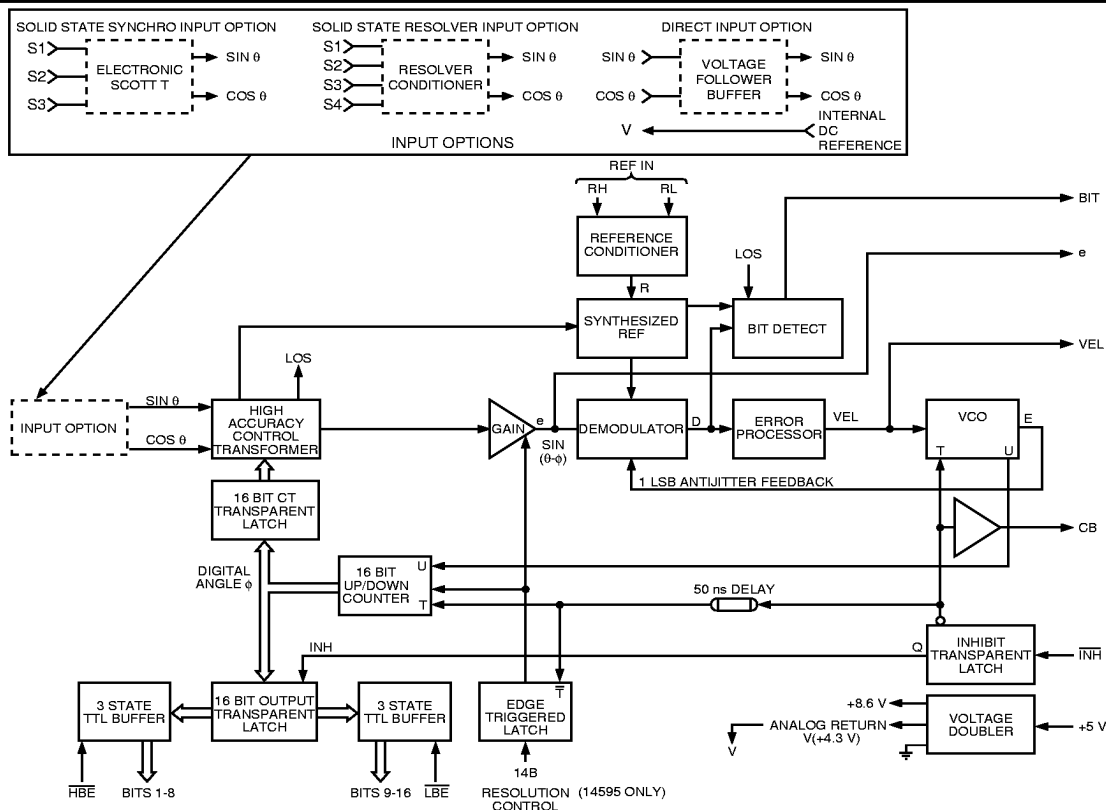 SOLID STATE SYNCHRO INPUT OPTION
S1
S2
S3
ELECTRONIC
SCOTT T
SIN θ
COS θ
SOLID STATE RESOLVER INPUT OPTION
S1
S2
S3
S4
RESOLVER
CONDITIONER
SIN θ
COS θ
DIRECT INPUT OPTION
SIN θ
COS θ
VOLTAGE
FOLLOWER
BUFFER
SIN θ
COS θ
V
INTERNAL
DC
REFERENCE
INPUT OPTIONS
REF IN
RH
RL
REFERENCE
CONDITIONER
R
SYNTHESIZED
REF
LOS
BIT DETECT
BIT
e
VEL
LOS
INPUT OPTION
SIN θ
COS θ
HIGH
ACCURACY
CONTROL
TRANSFORMER
GAIN
e
SIN
(θ-ϕ)
DEMODULATOR
D
ERROR
PROCESSOR
VEL
VCO
E
T
U
1 LSB ANTIJITTER FEEDBACK
16 BIT CT
TRANSPARENT
LATCH
CB
DIGITAL
ANGLE ϕ
16 BIT
UP/DOWN
COUNTER
U
T
50 ns DELAY
INH
Q
INHIBIT
TRANSPARENT
LATCH
I̅N̅H̅
3 STATE
TTL BUFFER
16 BIT OUTPUT
TRANSPARENT
LATCH
3 STATE
TTL BUFFER
T̅
EDGE
TRIGGERED
LATCH
+8.6 V
ANALOG RETURN
V(+4.3 V)
V
VOLTAGE
DOUBLER
+5 V
H̅B̅E̅
BITS 1-8
BITS 9-16
L̅B̅E̅
14B
RESOLUTION
CONTROL
(14595 ONLY)